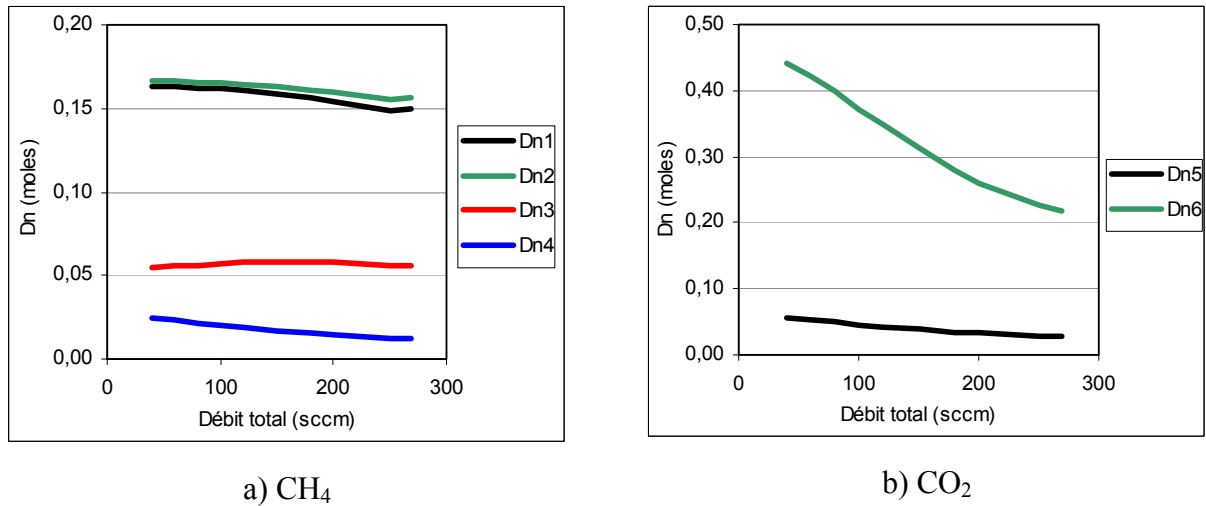 0,20
0,15
0,10
0,05
0,00
Dn (moles)
0
100
200
300
Débit total (sccm)
Dn1
Dn2
Dn3
Dn4
a) CH₄
0,50
0,40
0,30
0,20
0,10
0,00
Dn (moles)
0
100
200
300
Débit total (sccm)
Dn5
Dn6
b) CO₂